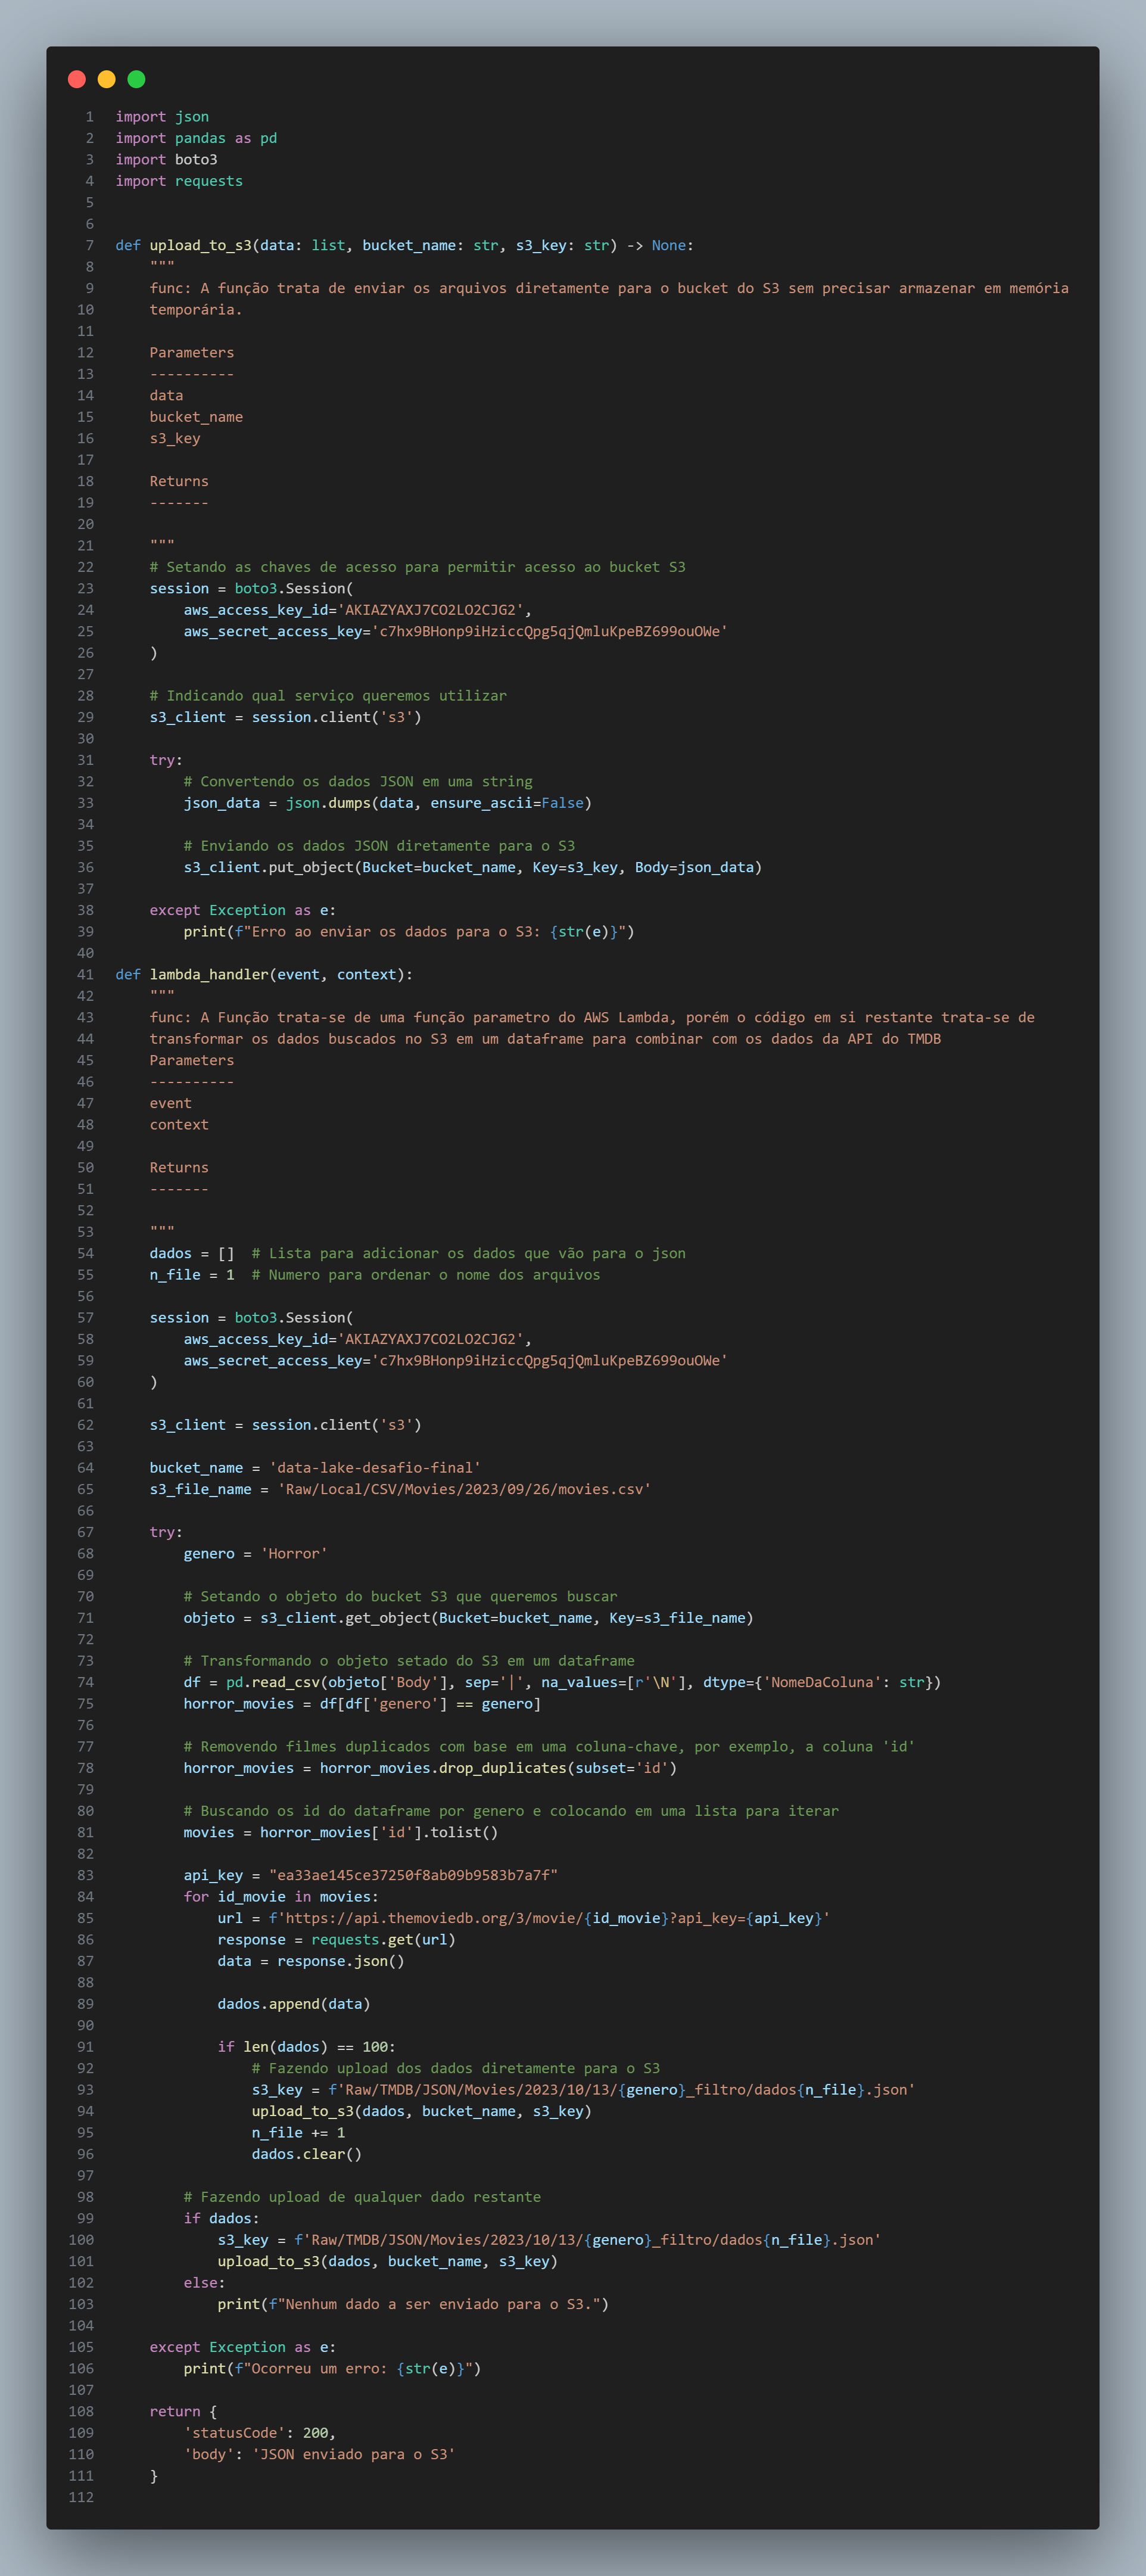 1 import json
2 import pandas as pd
3 import boto3
4 import requests
5
6
7 def upload_to_s3(data: list, bucket_name: str, s3_key: str) -> None:
8     """
9     func: A função trata de enviar os arquivos diretamente para o bucket do S3 sem precisar armazenar em memória
10     temporária.
11
12     Parameters
13     ----------
14     data
15     bucket_name
16     s3_key
17
18     Returns
19     -------
20
21     """
22     # Setando as chaves de acesso para permitir acesso ao bucket S3
23     session = boto3.Session(
24         aws_access_key_id='AKIAZYAXJ7CO2LO2CJG2',
25         aws_secret_access_key='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'
26     )
27
28     # Indicando qual serviço queremos utilizar
29     s3_client = session.client('s3')
30
31     try:
32         # Convertendo os dados JSON em uma string
33         json_data = json.dumps(data, ensure_ascii=False)
34
35         # Enviando os dados JSON diretamente para o S3
36         s3_client.put_object(Bucket=bucket_name, Key=s3_key, Body=json_data)
37
38     except Exception as e:
39         print(f"Erro ao enviar os dados para o S3: {str(e)}")
40
41 def lambda_handler(event, context):
42     """
43     func: A Função trata-se de uma função parametro do AWS Lambda, porém o código em si restante trata-se de
44     transformar os dados buscados no S3 em um dataframe para combinar com os dados da API do TMDB
45     Parameters
46     ----------
47     event
48     context
49
50     Returns
51     -------
52
53     """
54     dados = []  # Lista para adicionar os dados que vão para o json
55     n_file = 1  # Numero para ordenar o nome dos arquivos
56
57     session = boto3.Session(
58         aws_access_key_id='AKIAZYAXJ7CO2LO2CJG2',
59         aws_secret_access_key='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'
60     )
61
62     s3_client = session.client('s3')
63
64     bucket_name = 'data-lake-desafio-final'
65     s3_file_name = 'Raw/Local/CSV/Movies/2023/09/26/movies.csv'
66
67     try:
68         genero = 'Horror'
69
70         # Setando o objeto do bucket S3 que queremos buscar
71         objeto = s3_client.get_object(Bucket=bucket_name, Key=s3_file_name)
72
73         # Transformando o objeto setado do S3 em um dataframe
74         df = pd.read_csv(objeto['Body'], sep='|', na_values=[r'\N'], dtype={'NomeDaColuna': str})
75         horror_movies = df[df['genero'] == genero]
76
77         # Removendo filmes duplicados com base em uma coluna-chave, por exemplo, a coluna 'id'
78         horror_movies = horror_movies.drop_duplicates(subset='id')
79
80         # Buscando os id do dataframe por genero e colocando em uma lista para iterar
81         movies = horror_movies['id'].tolist()
82
83         api_key = "ea33ae145ce37250f8ab09b9583b7a7f"
84         for id_movie in movies:
85             url = f'https://api.themoviedb.org/3/movie/{id_movie}?api_key={api_key}'
86             response = requests.get(url)
87             data = response.json()
88
89             dados.append(data)
90
91             if len(dados) == 100:
92                 # Fazendo upload dos dados diretamente para o S3
93                 s3_key = f'Raw/TMDB/JSON/Movies/2023/10/13/{genero}_filtro/dados{n_file}.json'
94                 upload_to_s3(dados, bucket_name, s3_key)
95                 n_file += 1
96                 dados.clear()
97
98         # Fazendo upload de qualquer dado restante
99         if dados:
100             s3_key = f'Raw/TMDB/JSON/Movies/2023/10/13/{genero}_filtro/dados{n_file}.json'
101             upload_to_s3(dados, bucket_name, s3_key)
102         else:
103             print(f"Nenhum dado a ser enviado para o S3.")
104
105     except Exception as e:
106         print(f"Ocorreu um erro: {str(e)}")
107
108     return {
109         'statusCode': 200,
110         'body': 'JSON enviado para o S3'
111     }
112